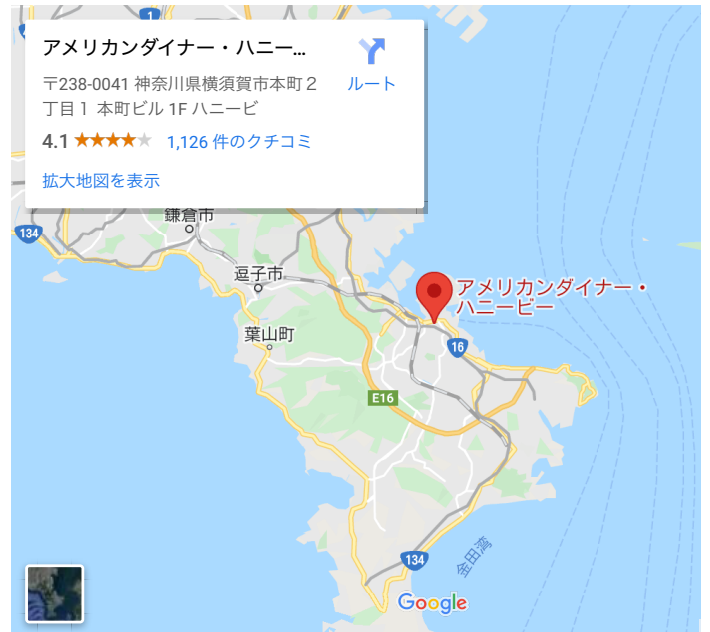 1
アメリカンダイナー・ハニー...
〒238-0041 神奈川県横須賀市本町２
丁目１ 本町ビル 1F ハニービ
ルート
4.1
1,126 件のクチコミ
拡大地図を表示
鎌倉市
134
逗子市
アメリカンダイナー・
ハニービー
葉山町
16
E16
134
金田湾
Google